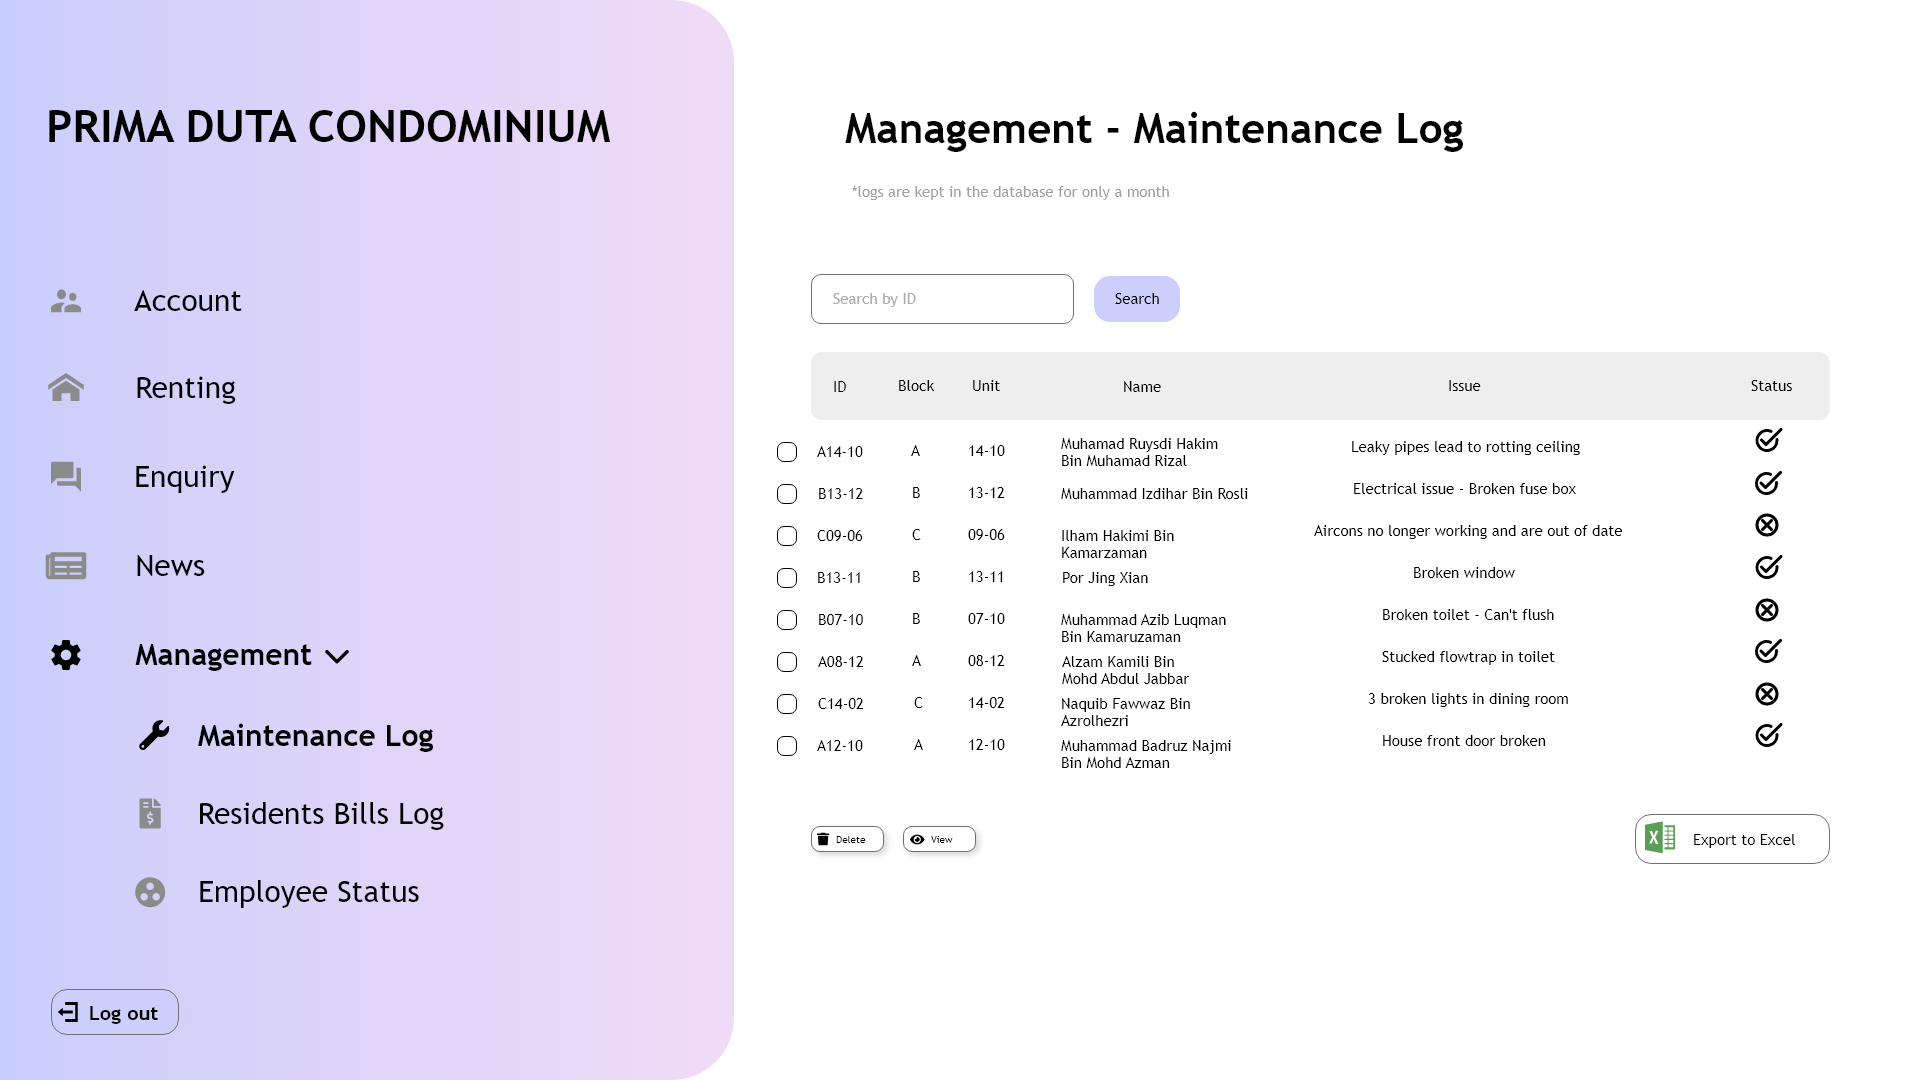 PRIMA DUTA CONDOMINIUM
Account
Renting
Enquiry
News
Management
Maintenance Log
Residents Bills Log
Employee Status
Log out
Management - Maintenance Log
*logs are kept in the database for only a month
Search by ID
Search
ID Block Unit Name Issue Status
A14-10 A 14-10 Muhamad Ruysdi Hakim Leaky pipes lead to rotting ceiling
Bin Muhamad Rizal
B13-12 B 13-12 Muhammad Izdihar Bin Rosli Electrical issue - Broken fuse box
C09-06 C 09-06 Ilham Hakimi Bin Aircons no longer working and are out of date
Kamarzaman
B13-11 B 13-11 Por Jing Xian Broken window
B07-10 B 07-10 Muhammad Azib Luqman Broken toilet - Can't flush
Bin Kamaruzaman
A08-12 A 08-12 Alzam Kamili Bin Stucked flowtrap in toilet
Mohd Abdul Jabbar
C14-02 C 14-02 Naquib Fawwaz Bin 3 broken lights in dining room
Azrolhezri
A12-10 A 12-10 Muhammad Badruz Najmi House front door broken
Bin Mohd Azman
Delete
View
Export to Excel